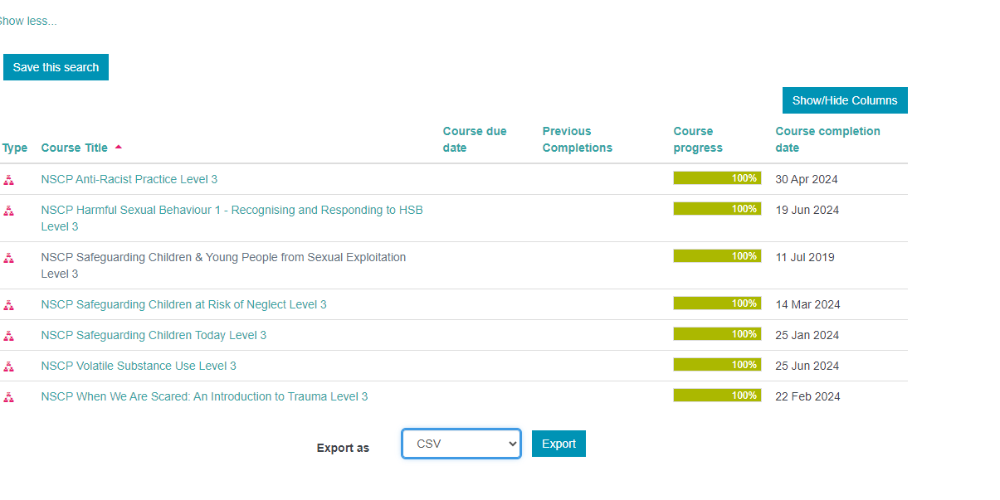 Show less...
Save this search
Show/Hide Columns
Type Course Title Course due date Previous Completions Course progress Course completion date
NSCP Anti-Racist Practice Level 3 100% 30 Apr 2024
NSCP Harmful Sexual Behaviour 1 - Recognising and Responding to HSB
Level 3 100% 19 Jun 2024
NSCP Safeguarding Children & Young People from Sexual Exploitation
Level 3 100% 11 Jul 2019
NSCP Safeguarding Children at Risk of Neglect Level 3 100% 14 Mar 2024
NSCP Safeguarding Children Today Level 3 100% 25 Jan 2024
NSCP Volatile Substance Use Level 3 100% 25 Jun 2024
NSCP When We Are Scared: An Introduction to Trauma Level 3 100% 22 Feb 2024
Export as CSV Export